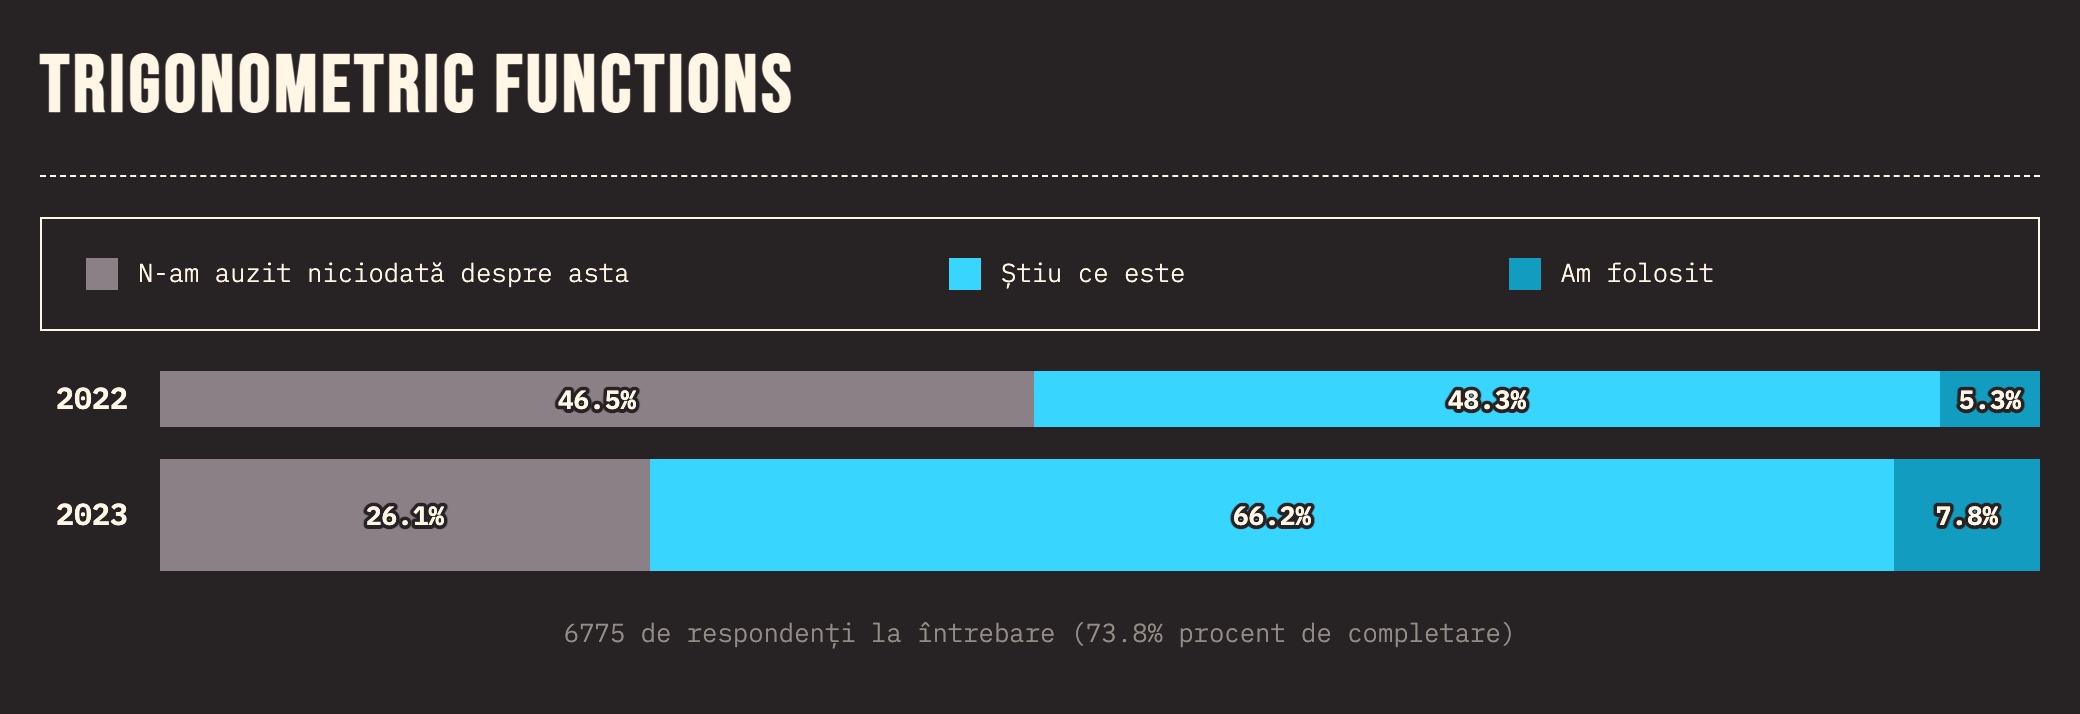 TRIGONOMETRIC FUNCTIONS
N-am auzit niciodată despre asta
Știu ce este
Am folosit
2022 46.5% 48.3% 5.3%
2023 26.1% 66.2% 7.8%
6775 de respondenți la întrebare (73.8% procent de completare)